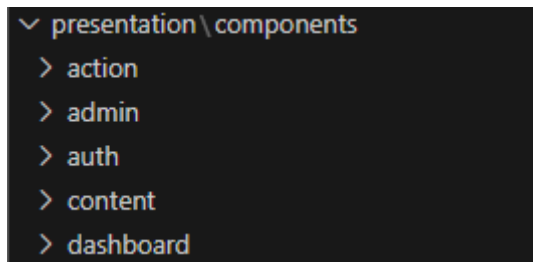 presentation\components
action
admin
auth
content
dashboard